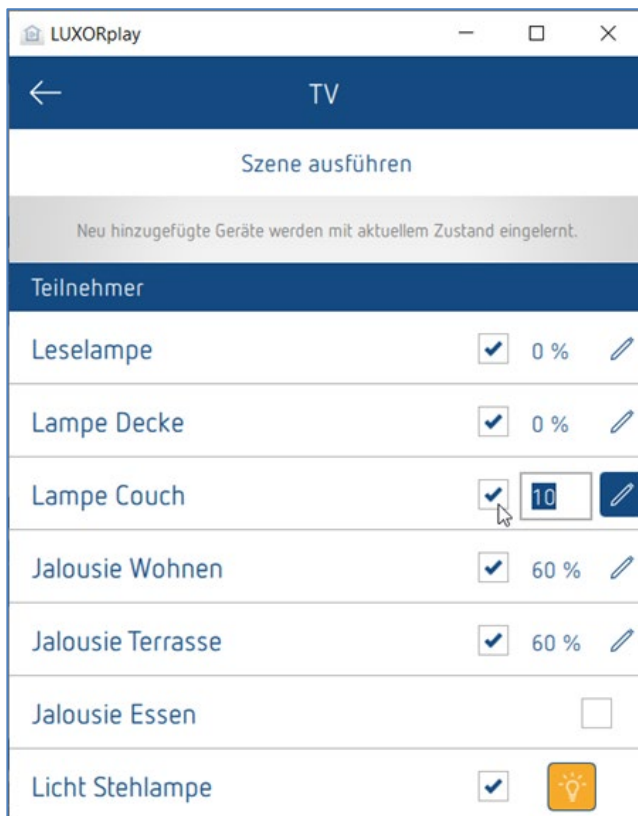 LUXORplay
TV
Szene ausführen
Neu hinzugefügte Geräte werden mit aktuellem Zustand eingelernt.
Teilnehmer
Leselampe 0 %
Lampe Decke 0 %
Lampe Couch 10
Jalousie Wohnen 60 %
Jalousie Terrasse 60 %
Jalousie Essen
Licht Stehlampe